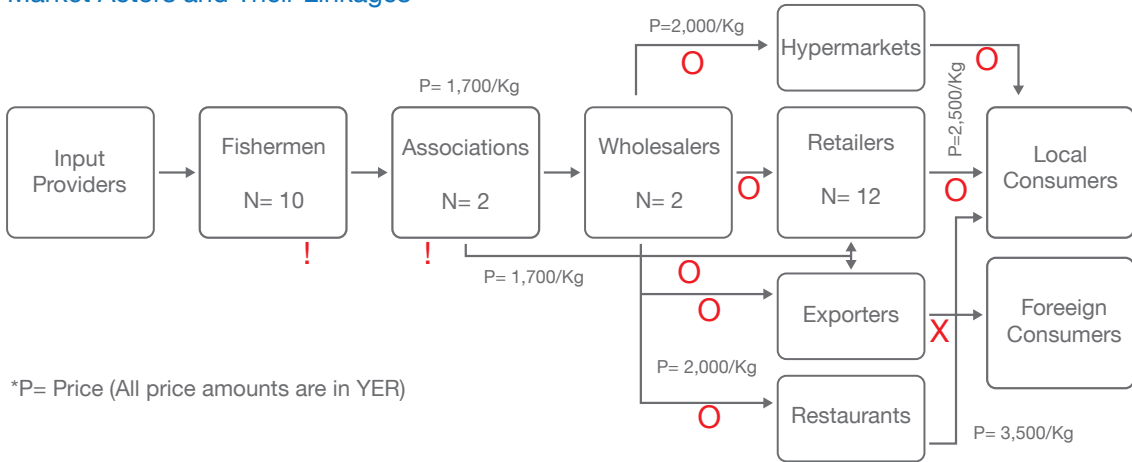 Market Actors and Their Linkages
P=2,000/Kg
Hypermarkets
O
O
P= 1,700/Kg
P=2,500/Kg
Input
Providers
Fishermen
N= 10
Associations
N= 2
Wholesalers
N= 2
O
Retailers
N= 12
O
Local
Consumers
!
!
P= 1,700/Kg
O
O
Exporters
X
Foreeign
Consumers
P= 2,000/Kg
*P= Price (All price amounts are in YER)
O
Restaurants
P= 3,500/Kg